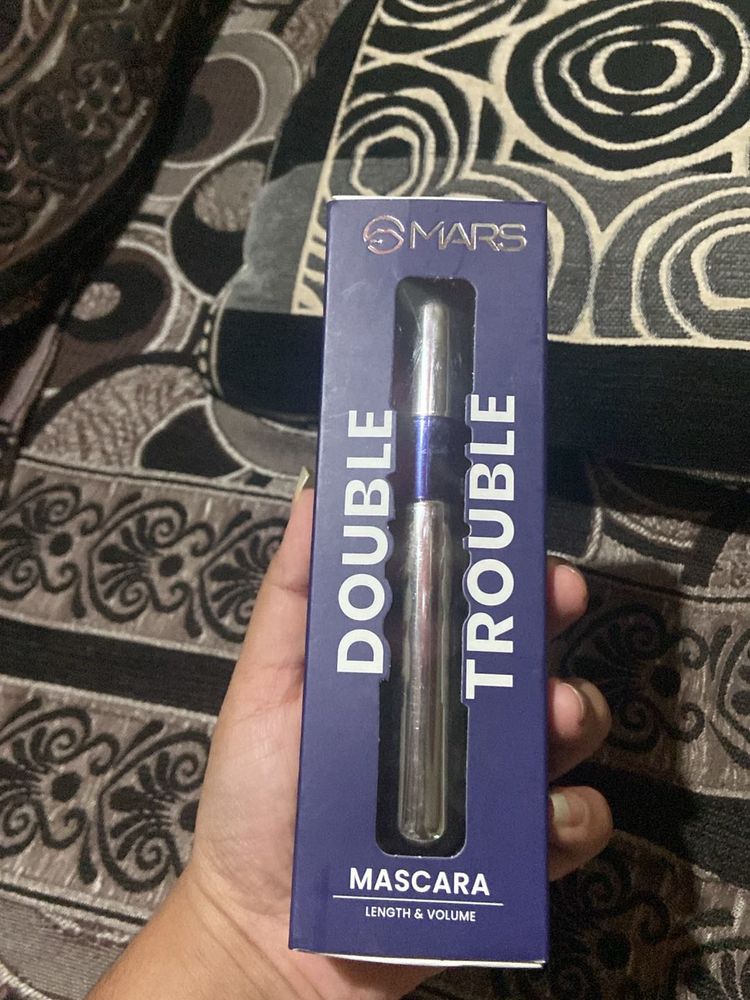 MARS
DOUBLE
TROUBLE
MASCARA
LENGTH & VOLUME